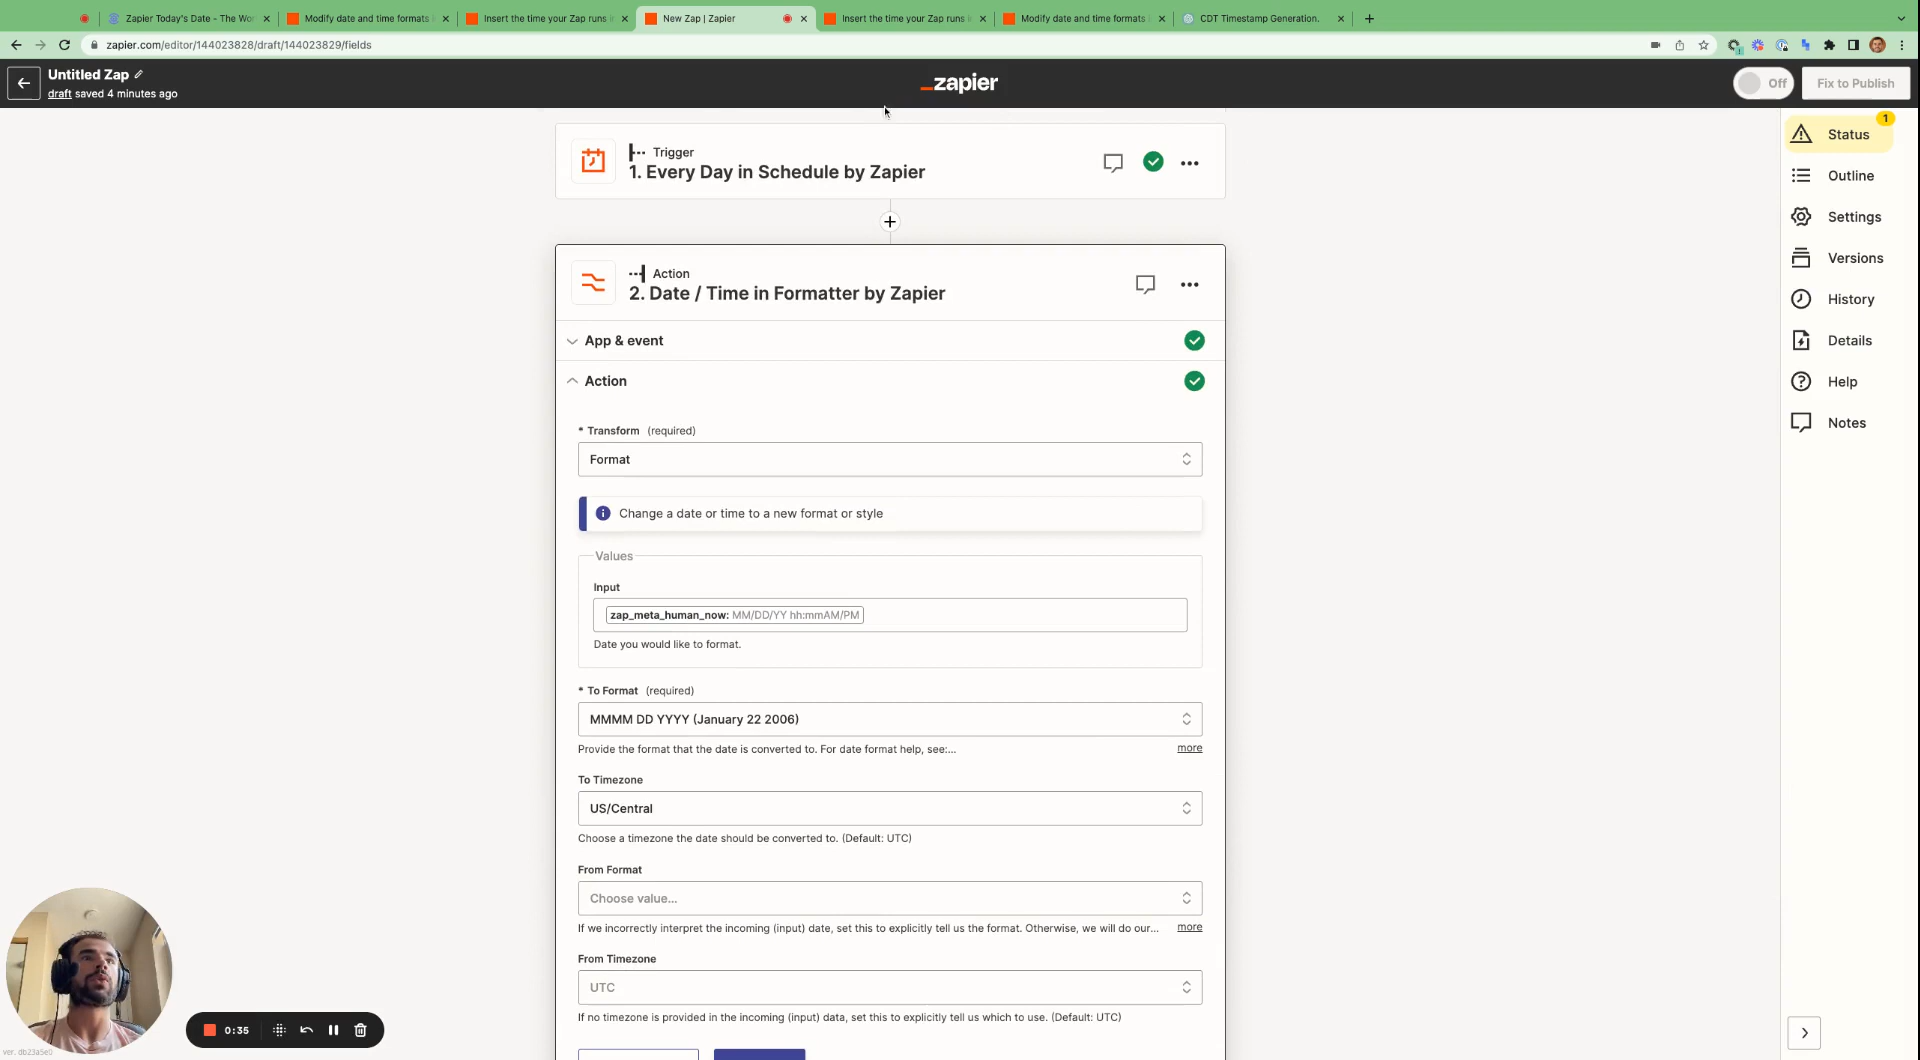 Zapier Today's Date - The Wor
Modify date and time formats i
Insert the time your Zap runs in
New Zap | Zapier
Insert the time your Zap runs in
Modify date and time formats i
CDT Timestamp Generation.
zapier.com/editor/144023828/draft/144023829/fields
Untitled Zap
draft saved 4 minutes ago
zapier
Off
Fix to Publish
Trigger
1. Every Day in Schedule by Zapier
Action
2. Date / Time in Formatter by Zapier
App & event
Action
* Transform (required)
Format
Change a date or time to a new format or style
Values
Input
zap_meta_human_now: MM/DD/YY hh:mmAM/PM
Date you would like to format.
* To Format (required)
MMMM DD YYYY (January 22 2006)
Provide the format that the date is converted to. For date format help, see:...
more
To Timezone
US/Central
Choose a timezone the date should be converted to. (Default: UTC)
From Format
Choose value...
If we incorrectly interpret the incoming (input) date, set this to explicitly tell us the format. Otherwise, we will do our...
more
From Timezone
UTC
If no timezone is provided in the incoming (input) data, set this to explicitly tell us which to use. (Default: UTC)
1
Status
Outline
Settings
Versions
History
Details
Help
Notes
0:35
ver. db23a5e0